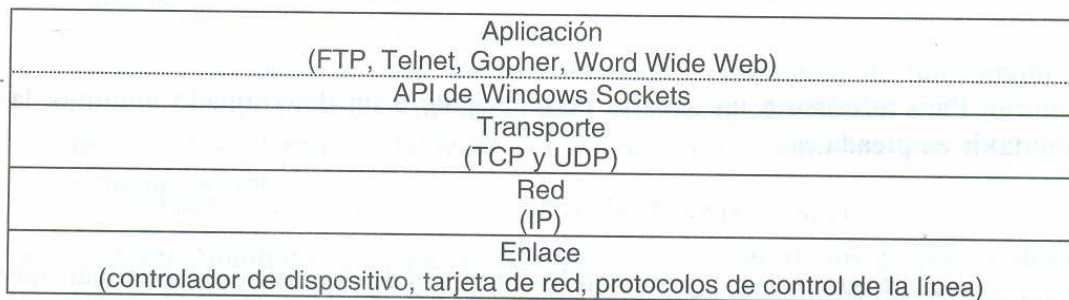 Aplicación
(FTP, Telnet, Gopher, Word Wide Web)
API de Windows Sockets
Transporte
(TCP y UDP)
Red
(IP)
Enlace
(controlador de dispositivo, tarjeta de red, protocolos de control de la línea)